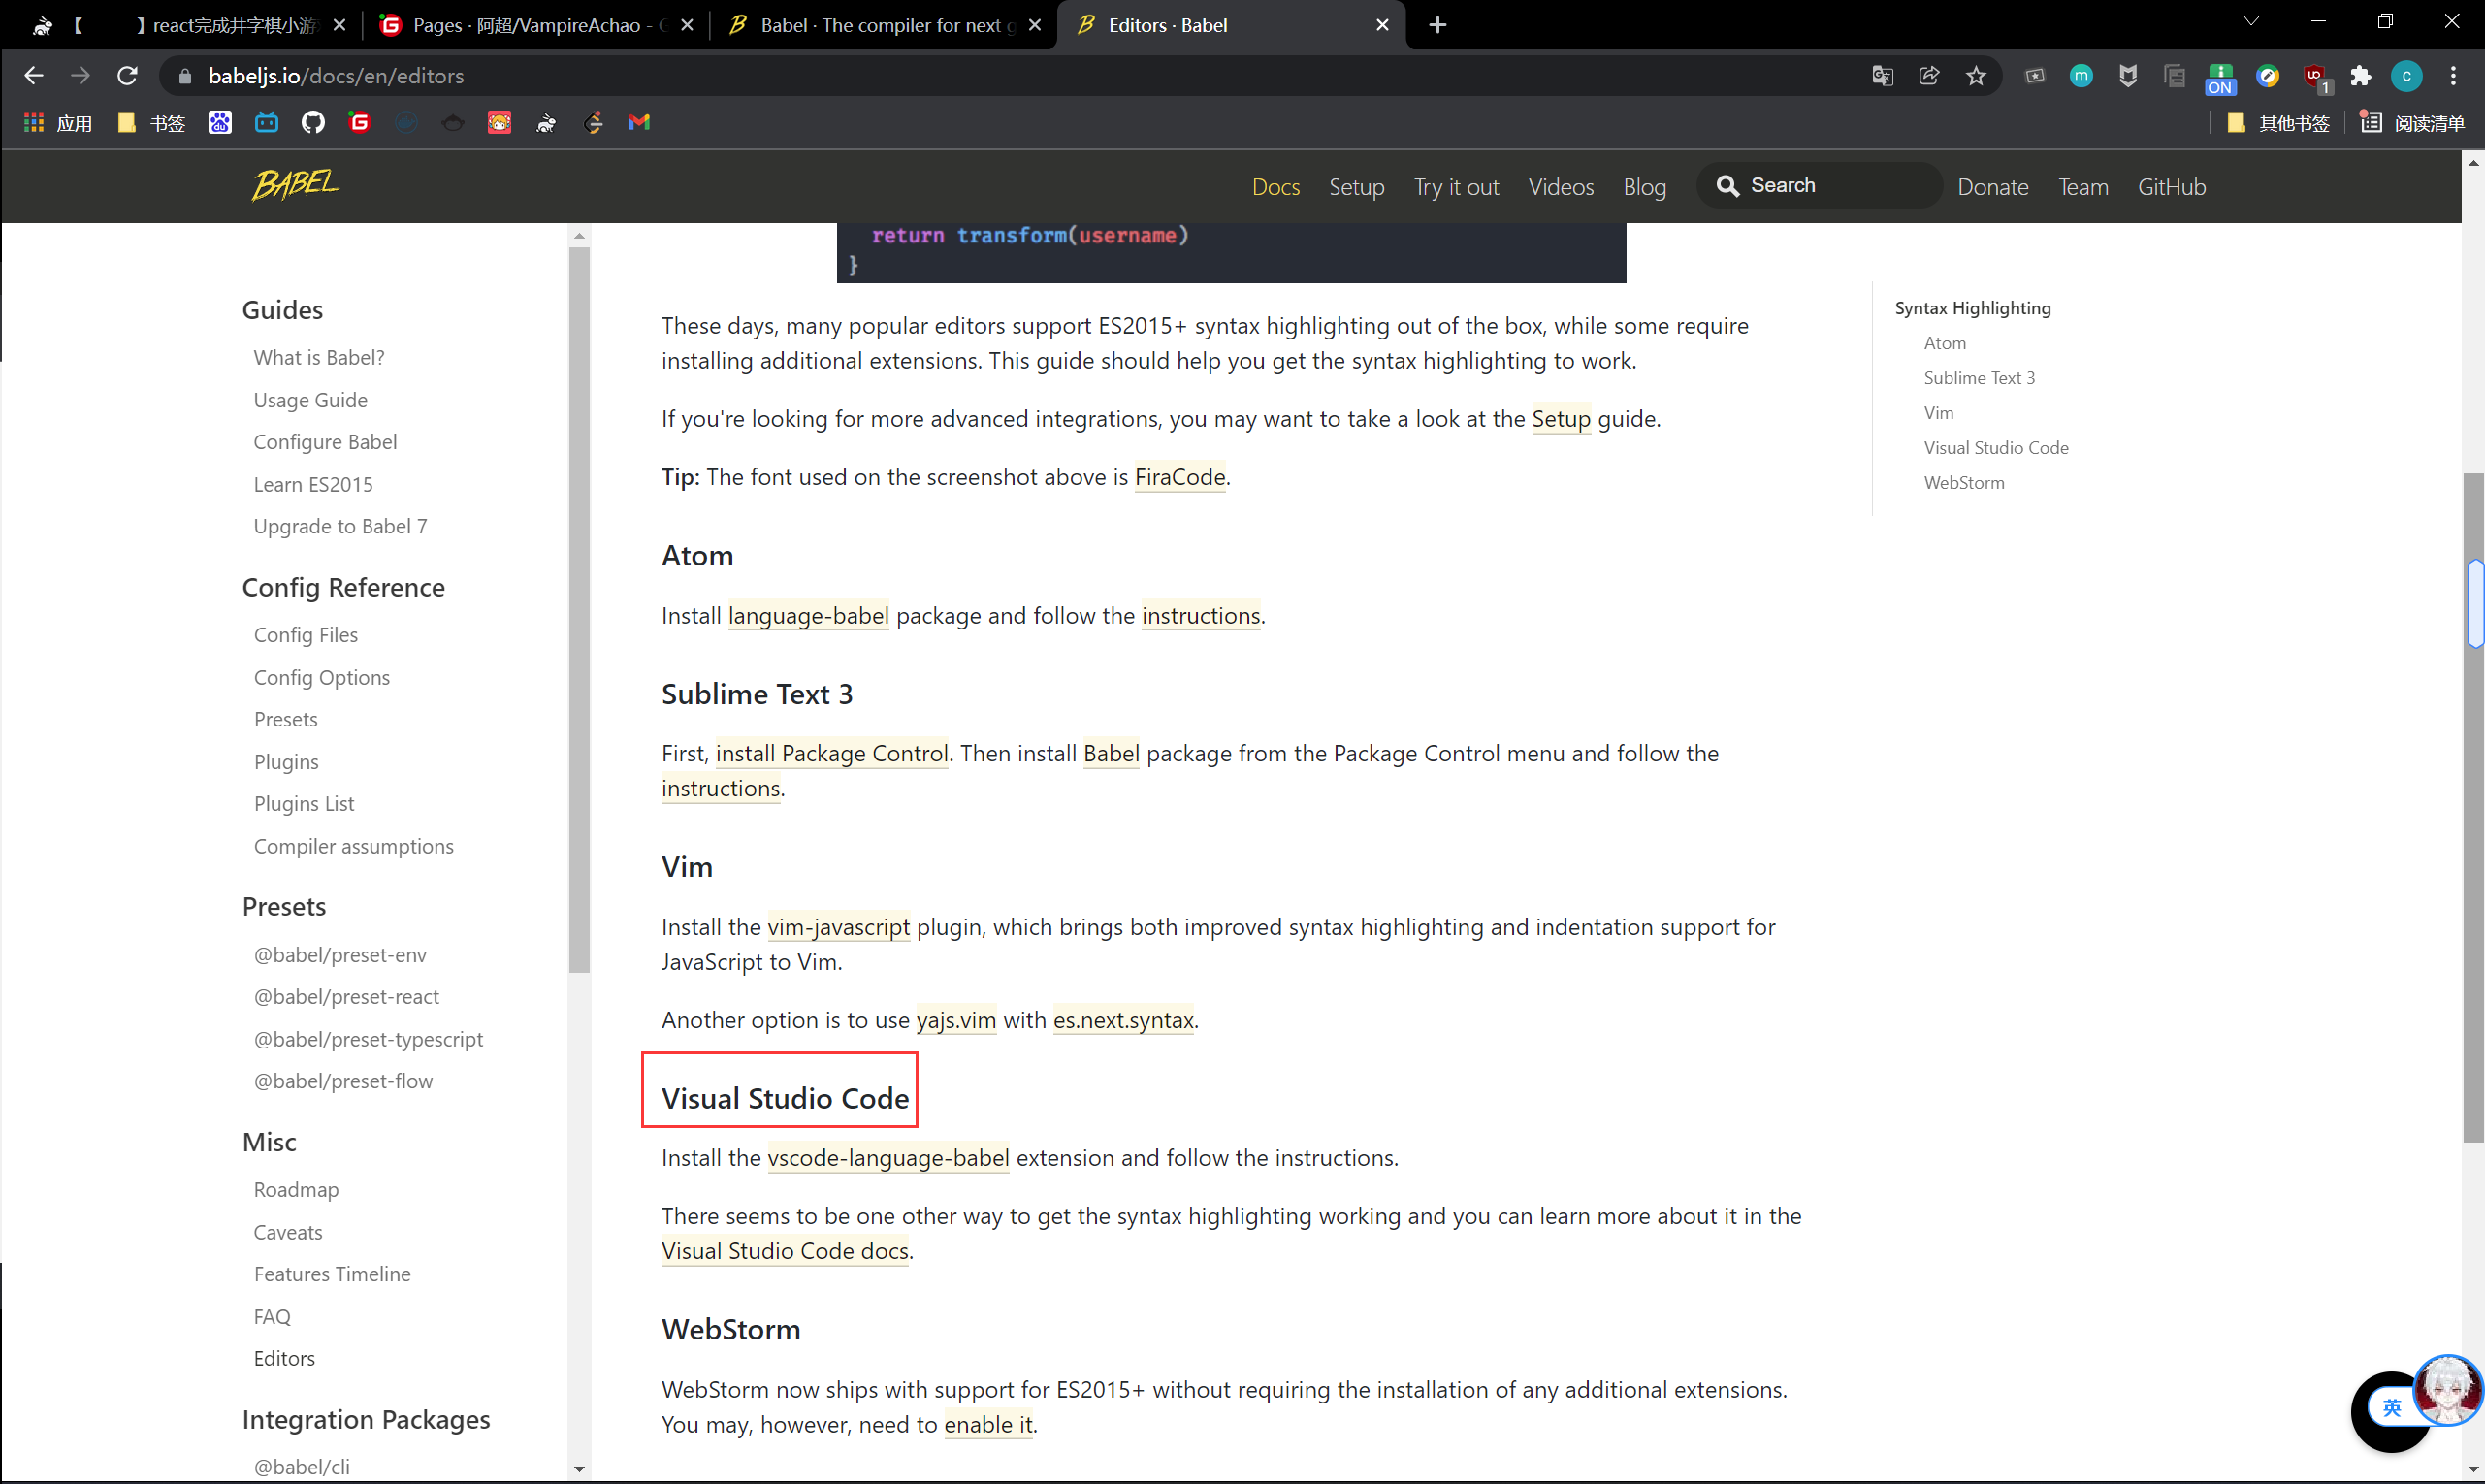 【 】react完成井字棋小游
Pages · 阿超/VampireAchao - G
Babel · The compiler for next g
Editors · Babel
babeljs.io/docs/en/editors
ON
1
c
m
应用
书签
其他书签
阅读清单
BABEL
Docs
Setup
Try it out
Videos
Blog
Search
Donate
Team
GitHub
Guides
What is Babel?
Usage Guide
Configure Babel
Learn ES2015
Upgrade to Babel 7
Config Reference
Config Files
Config Options
Presets
Plugins
Plugins List
Compiler assumptions
Presets
@babel/preset-env
@babel/preset-react
@babel/preset-typescript
@babel/preset-flow
Misc
Roadmap
Caveats
Features Timeline
FAQ
Editors
Integration Packages
@babel/cli
return transform(username)
}
These days, many popular editors support ES2015+ syntax highlighting out of the box, while some require
installing additional extensions. This guide should help you get the syntax highlighting to work.
If you're looking for more advanced integrations, you may want to take a look at the Setup guide.
Tip: The font used on the screenshot above is FiraCode.
Atom
Install language-babel package and follow the instructions.
Sublime Text 3
First, install Package Control. Then install Babel package from the Package Control menu and follow the
instructions.
Vim
Install the vim-javascript plugin, which brings both improved syntax highlighting and indentation support for
JavaScript to Vim.
Another option is to use yajs.vim with es.next.syntax.
Visual Studio Code
Install the vscode-language-babel extension and follow the instructions.
There seems to be one other way to get the syntax highlighting working and you can learn more about it in the
Visual Studio Code docs.
WebStorm
WebStorm now ships with support for ES2015+ without requiring the installation of any additional extensions.
You may, however, need to enable it.
Syntax Highlighting
Atom
Sublime Text 3
Vim
Visual Studio Code
WebStorm
英